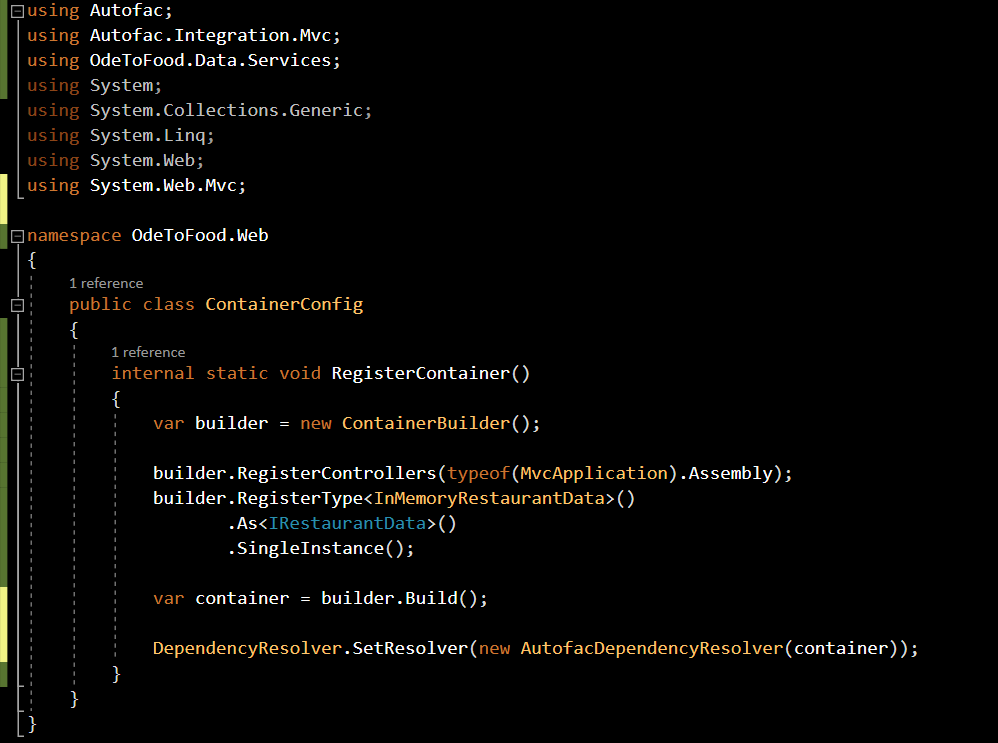 using Autofac;
using Autofac.Integration.Mvc;
using OdeToFood.Data.Services;
using System;
using System.Collections.Generic;
using System.Linq;
using System.Web;
using System.Web.Mvc;
namespace OdeToFood.Web
{
1 reference
public class ContainerConfig
{
1 reference
internal static void RegisterContainer()
{
var builder = new ContainerBuilder();
builder.RegisterControllers(typeof(MvcApplication).Assembly);
builder.RegisterType<InMemoryRestaurantData>()
.As<IRestaurantData>()
.SingleInstance();
var container = builder.Build();
DependencyResolver.SetResolver(new AutofacDependencyResolver(container));
}
}
}